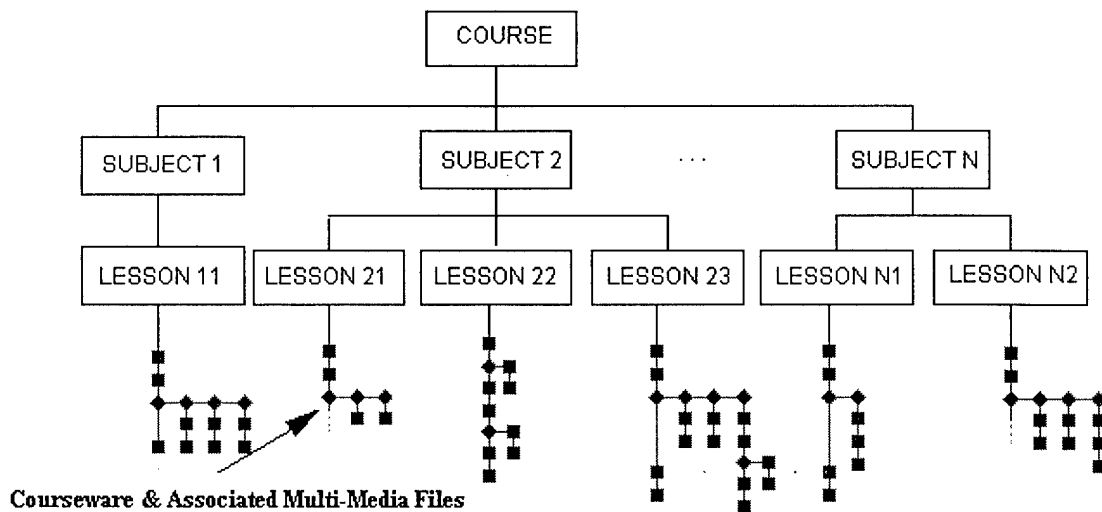 COURSE
SUBJECT 1
SUBJECT 2
...
SUBJECT N
LESSON 11
LESSON 21
LESSON 22
LESSON 23
LESSON N1
LESSON N2
Courseware & Associated Multi-Media Files